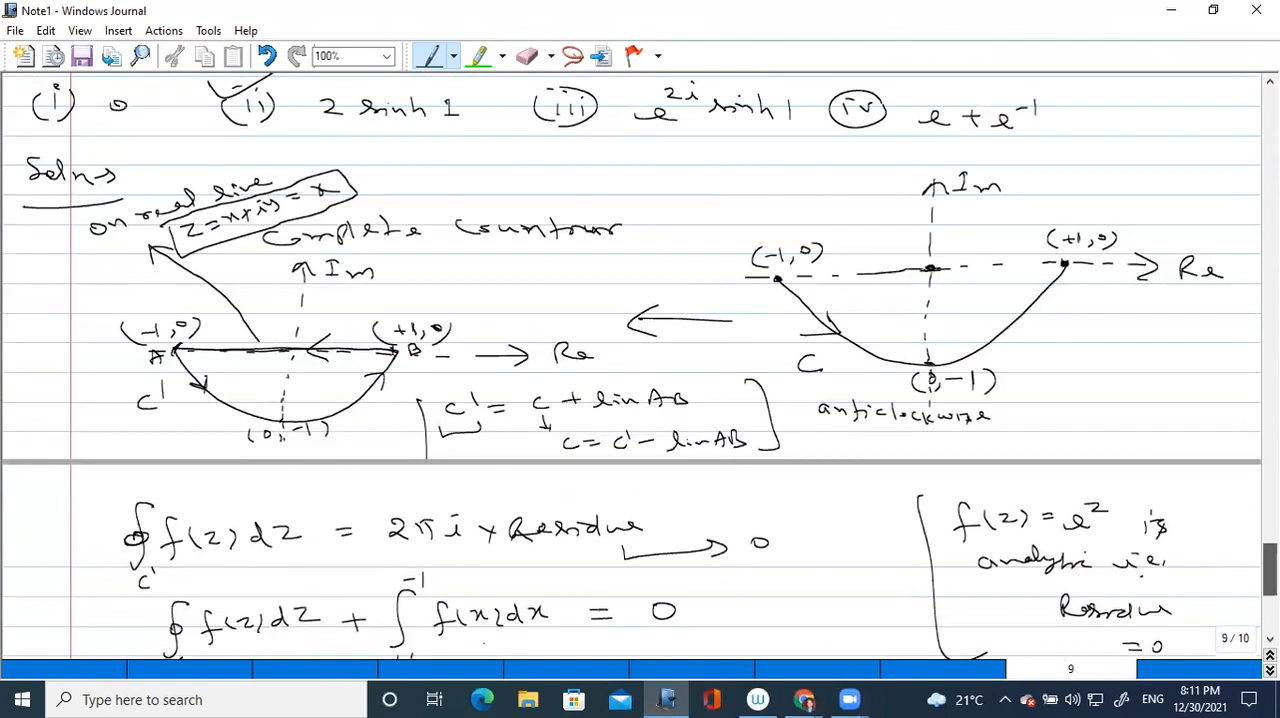 Note1 - Windows Journal
File Edit View Insert Actions Tools Help
100%
(i) 0 (ii) 2 sinh 1 (iii) e^{2i} sinh 1 (iv) e + e^{-1}
Soln→
on real line
z = x + iy = x
Complete Countour
Im
(-1, 0) (+1, 0)
A B Re
C'
(0, -1)
Im
(-1, 0) (+1, 0)
Re
C
(0, -1)
anticlockwise
C' = C + lin AB
C = C' - lin AB
∮_{C'} f(z) dz = 2πi × Residue → 0
∮ f(z) dz + ∫^{-1} f(x) dx = 0
f(z) = e^z is
analytic i.e.
Residue
= 0
9 / 10
9
Type here to search
21°C ENG 8:11 PM
12/30/2021